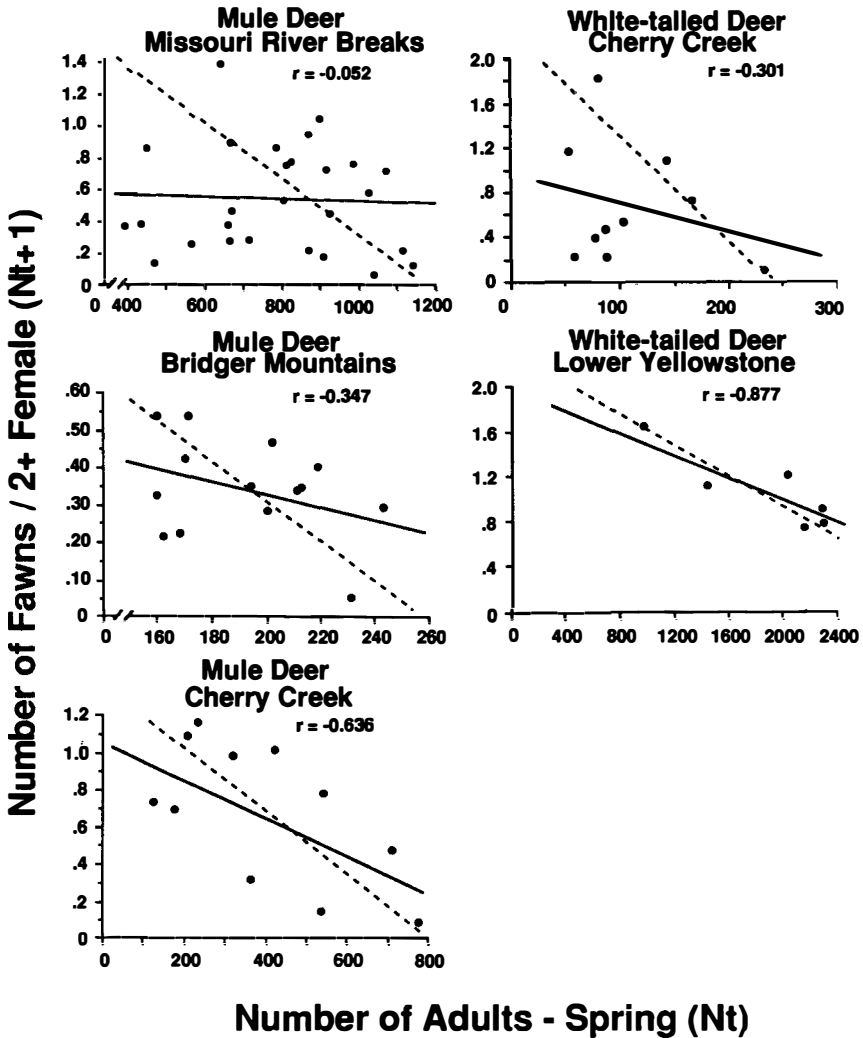 Mule Deer
Missouri River Breaks
r = -0.052
1.4
1.2
1.0
.8
.6
.4
.2
0
0 400 600 800 1000 1200
White-tailed Deer
Cherry Creek
r = -0.301
2.0
1.6
1.2
.8
.4
0
0 100 200 300
Mule Deer
Bridger Mountains
r = -0.347
.60
.50
.40
.30
.20
.10
0
0 160 180 200 220 240 260
White-tailed Deer
Lower Yellowstone
r = -0.877
2.0
1.6
1.2
.8
.4
0
0 400 800 1200 1600 2000 2400
Mule Deer
Cherry Creek
r = -0.636
1.2
1.0
.8
.6
.4
.2
0
0 200 400 600 800
Number of Fawns / 2+ Female (Nt+1)
Number of Adults - Spring (Nt)